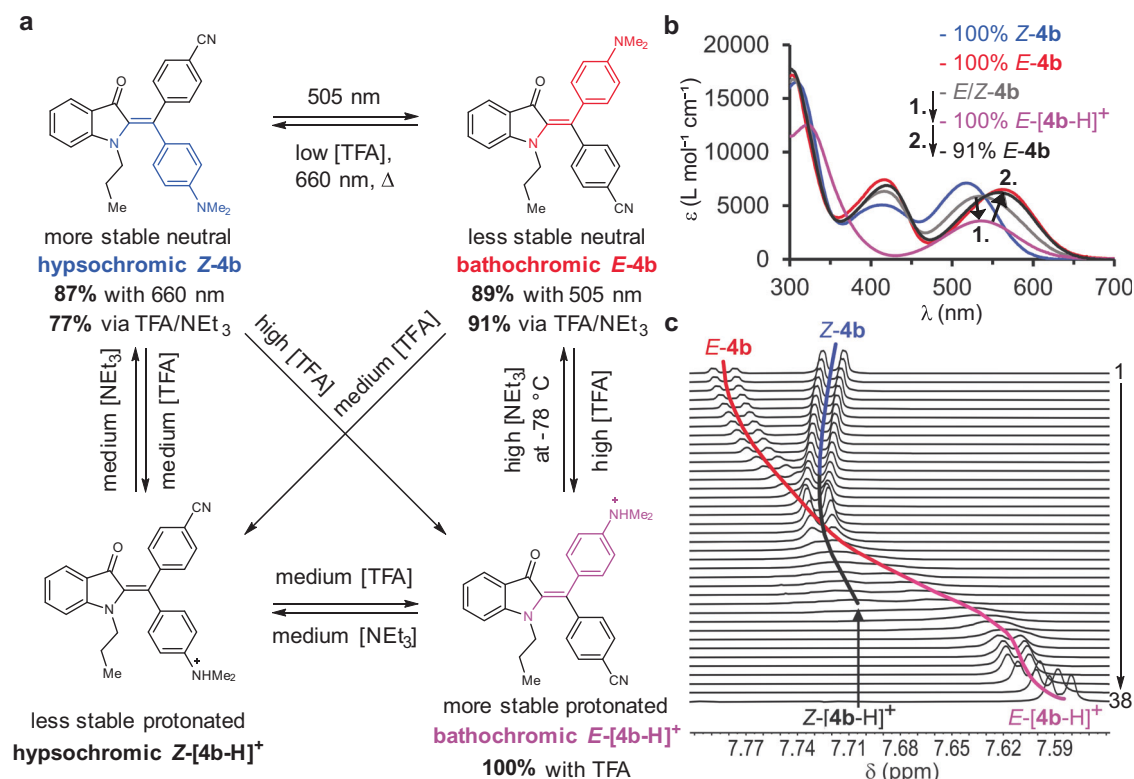 a
CN
O
N
Me
NMe2
505 nm
low [TFA],
660 nm, Δ
NMe2
O
N
Me
CN
more stable neutral
hypsochromic Z-4b
87% with 660 nm
77% via TFA/NEt3
less stable neutral
bathochromic E-4b
89% with 505 nm
91% via TFA/NEt3
medium [NEt3]
medium [TFA]
high [TFA]
medium [TFA]
high [NEt3]
at -78 °C
high [TFA]
CN
O
N
Me
+
NHMe2
medium [TFA]
medium [NEt3]
+
NHMe2
O
N
Me
CN
less stable protonated
hypsochromic Z-[4b-H]+
more stable protonated
bathochromic E-[4b-H]+
100% with TFA
b
20000
15000
10000
5000
0
ε (L mol⁻¹ cm⁻¹)
300 400 500 600 700
λ (nm)
- 100% Z-4b
- 100% E-4b
- E/Z-4b
1.
- 100% E-[4b-H]+
2.
- 91% E-4b
2.
1.
c
E-4b
Z-4b
1
38
Z-[4b-H]+
E-[4b-H]+
7.77 7.74 7.71 7.68 7.65 7.62 7.59
δ (ppm)